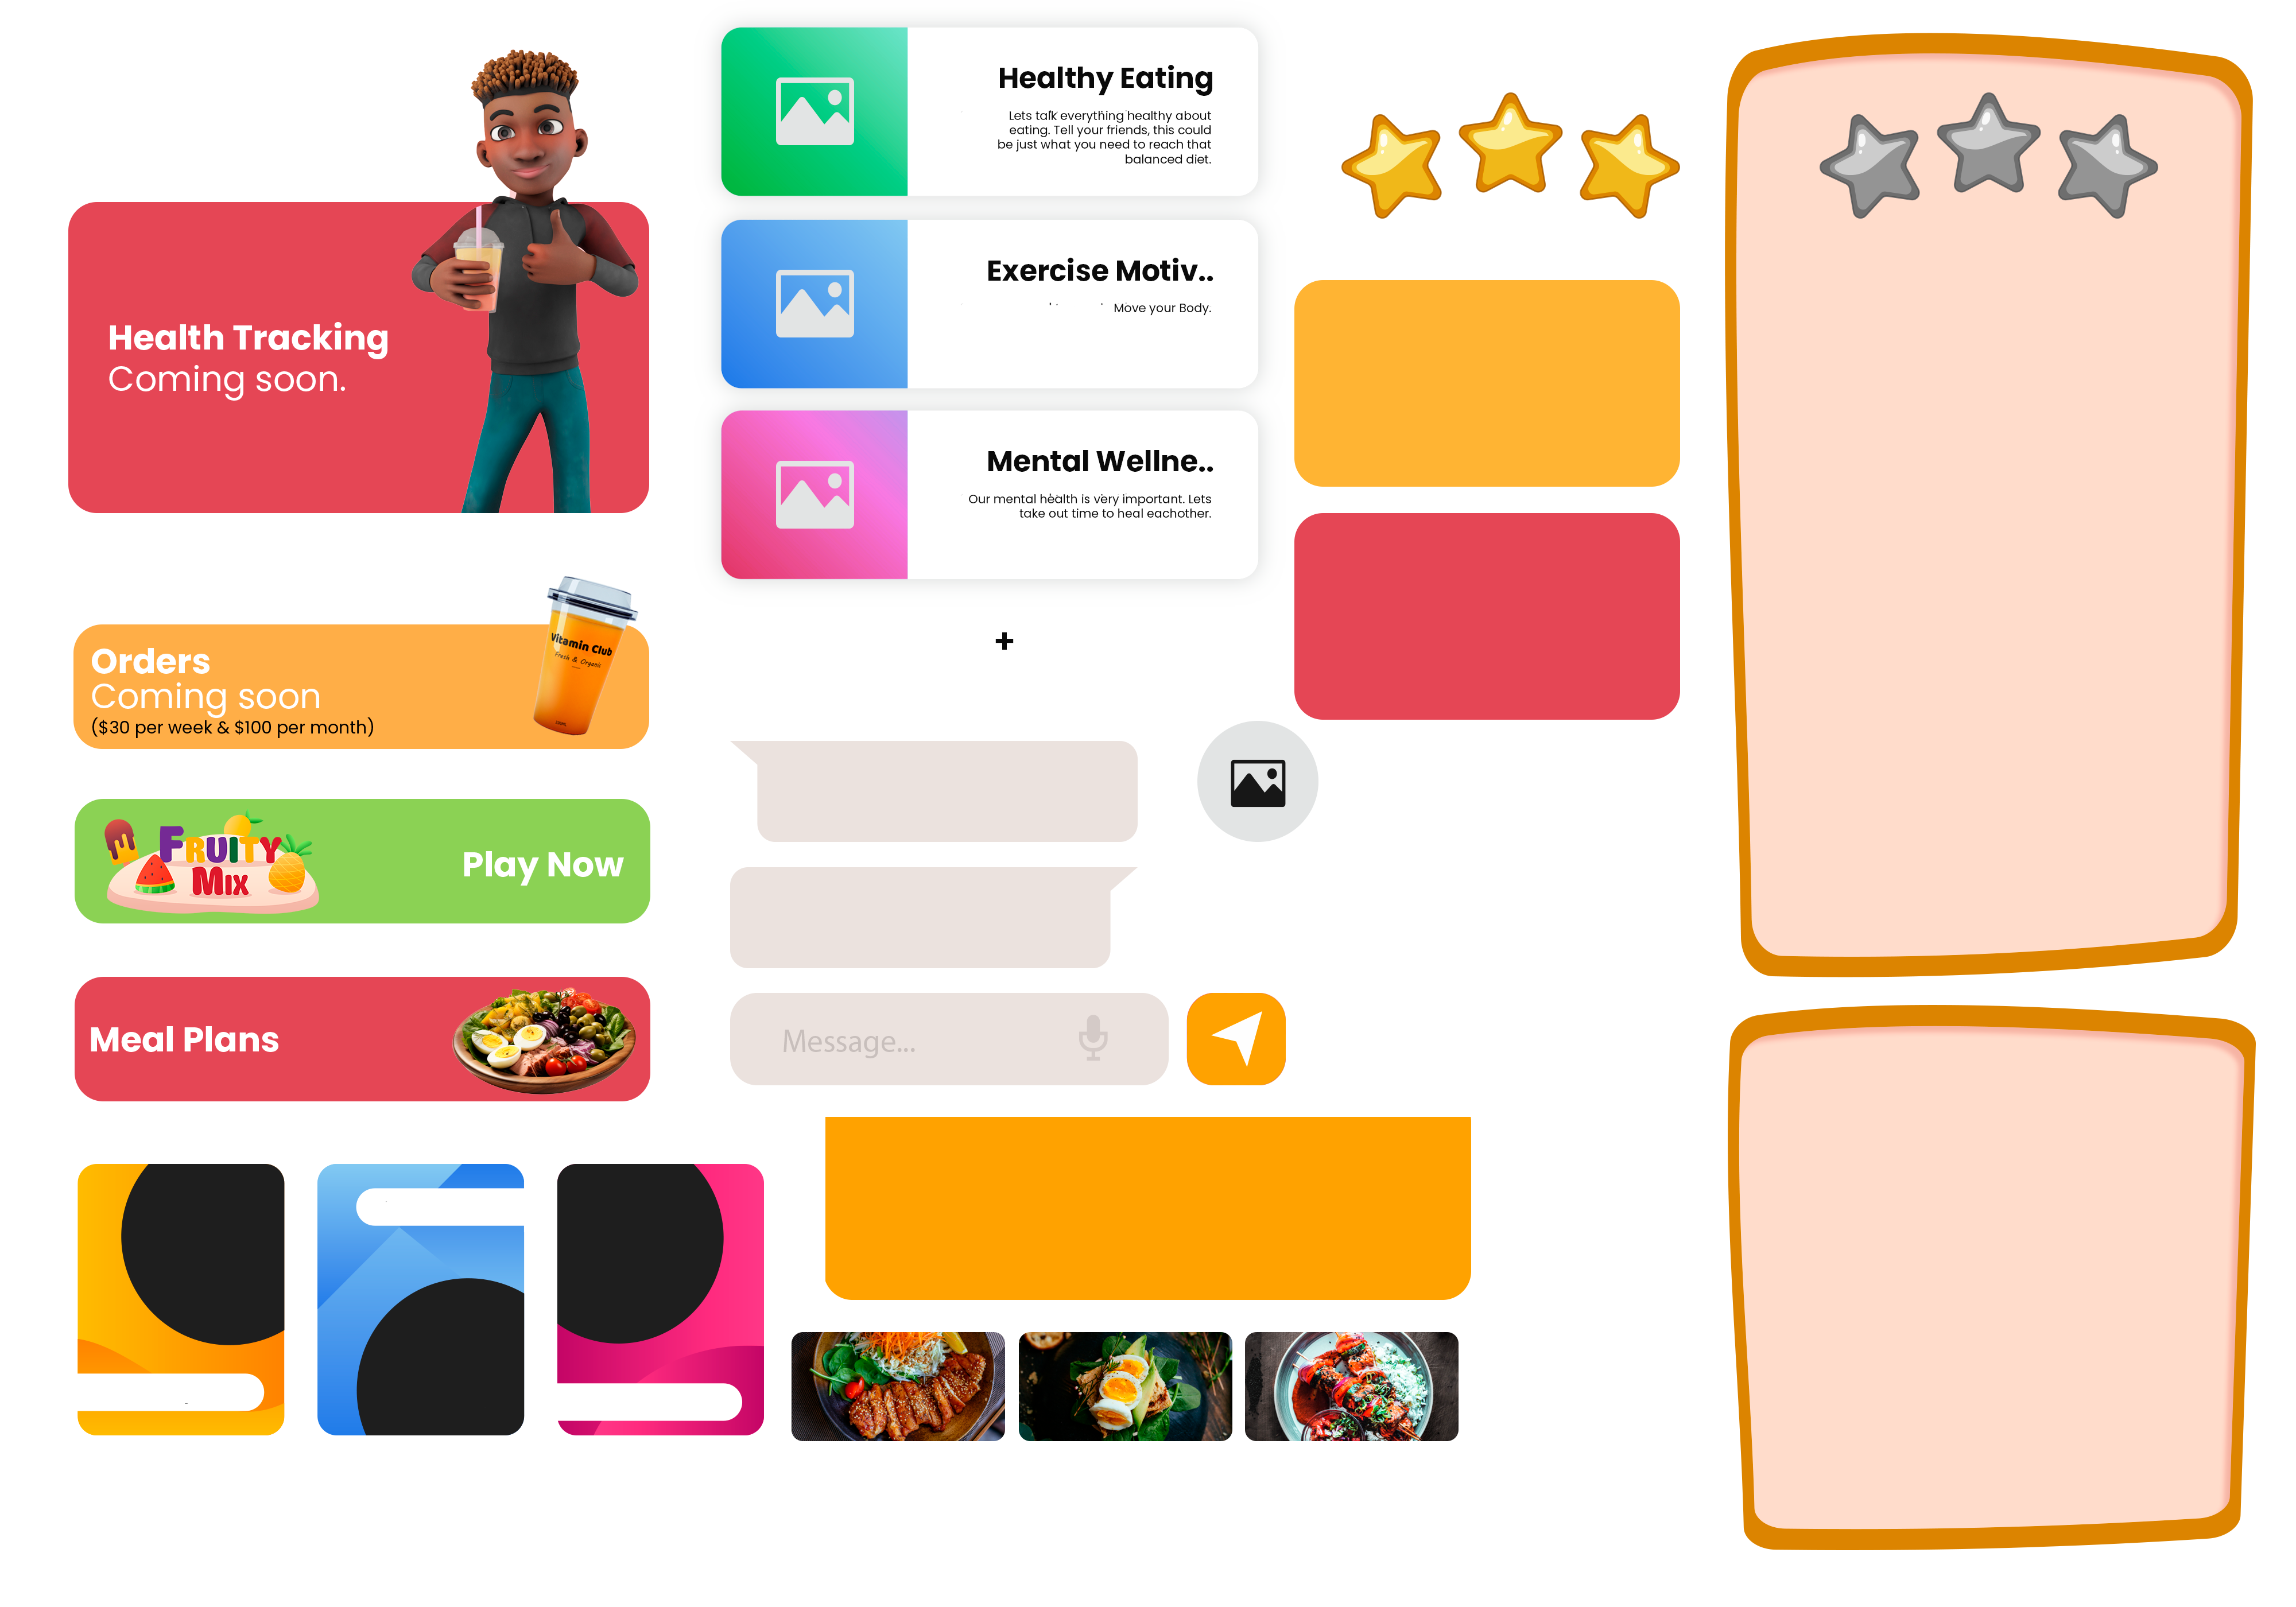 Health Tracking
Coming soon.
Orders
Coming soon
($30 per week & $100 per month)
Vitamin Club
Fresh & Organic
FRUITY
MIX
Play Now
Meal Plans
Healthy Eating
Lets talk everything healthy about
eating. Tell your friends, this could
be just what you need to reach that
balanced diet.
Exercise Motiv..
Move your Body.
Mental Wellne..
Our mental health is very important. Lets
take out time to heal eachother.
+
Message...